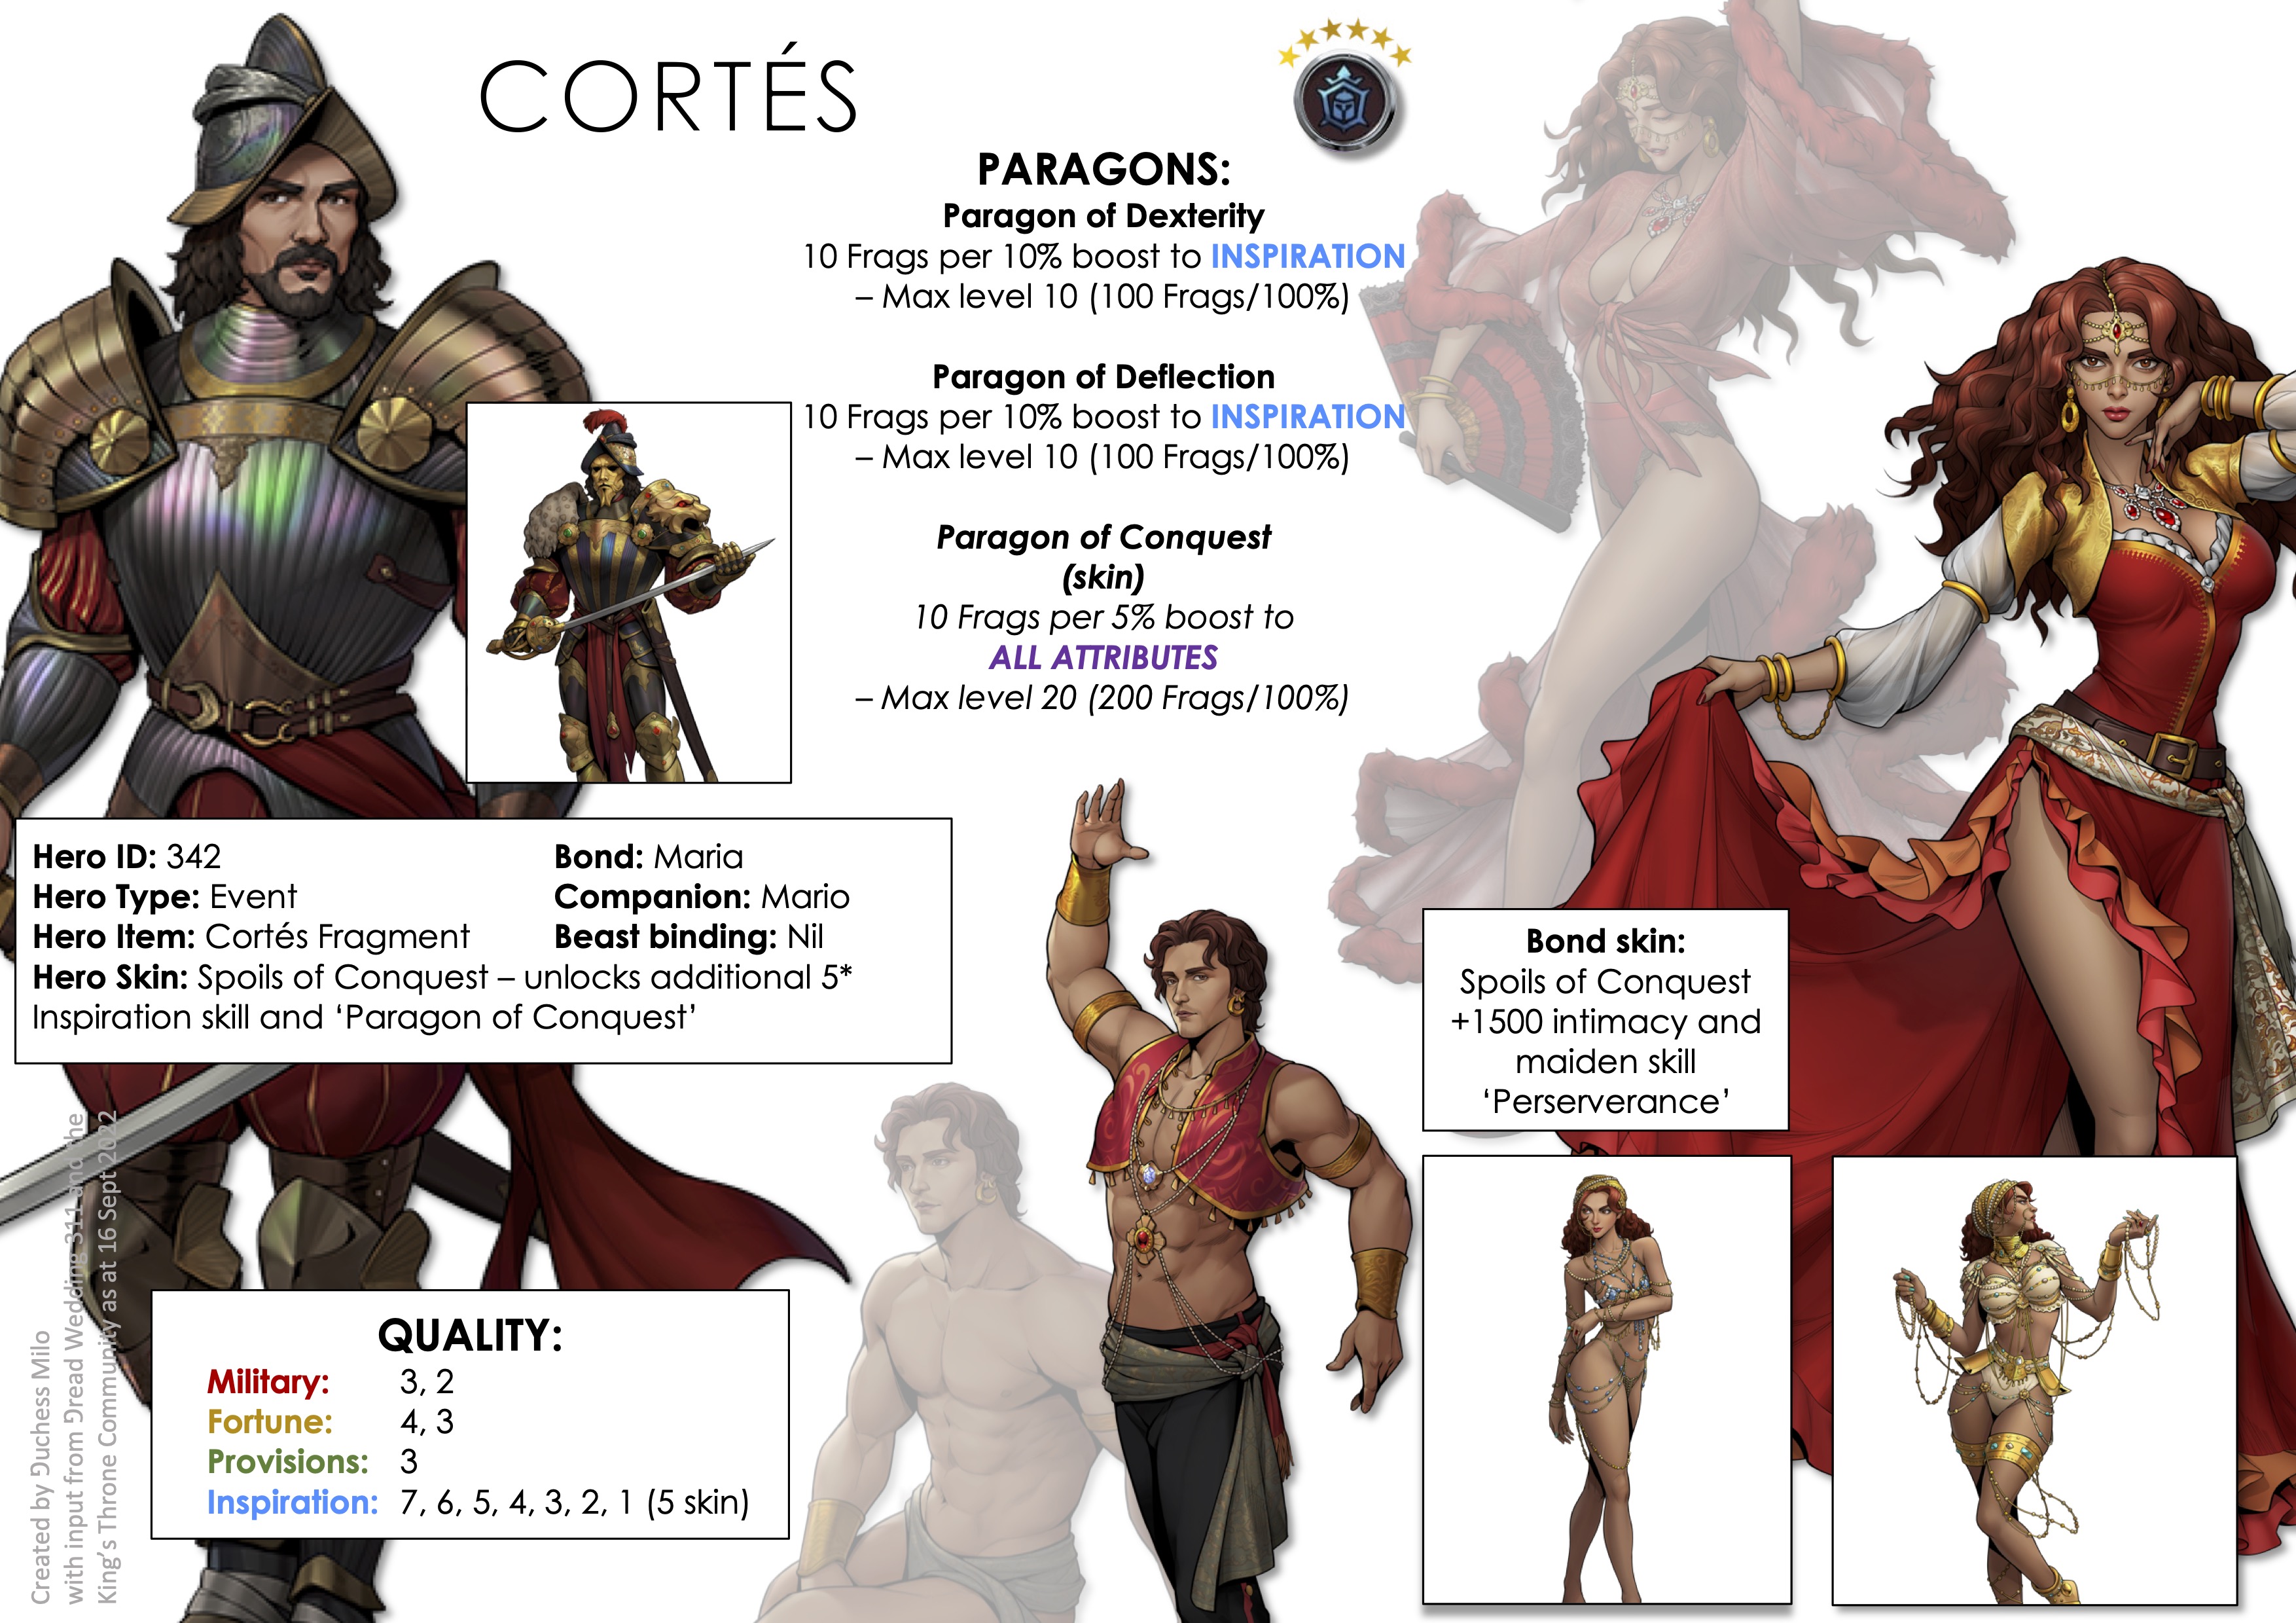 CORTÉS
PARAGONS:
Paragon of Dexterity
10 Frags per 10% boost to INSPIRATION
– Max level 10 (100 Frags/100%)
Paragon of Deflection
10 Frags per 10% boost to INSPIRATION
– Max level 10 (100 Frags/100%)
Paragon of Conquest
(skin)
10 Frags per 5% boost to
ALL ATTRIBUTES
– Max level 20 (200 Frags/100%)
Hero ID: 342
Bond: Maria
Hero Type: Event
Companion: Mario
Hero Item: Cortés Fragment
Beast binding: Nil
Hero Skin: Spoils of Conquest – unlocks additional 5*
Inspiration skill and ‘Paragon of Conquest’
Bond skin:
Spoils of Conquest
+1500 intimacy and
maiden skill
‘Perserverance’
QUALITY:
Military: 3, 2
Fortune: 4, 3
Provisions: 3
Inspiration: 7, 6, 5, 4, 3, 2, 1 (5 skin)
Created by Duchess Milo
with input from Dread Wedding 311 and the
King’s Throne Community as at 16 Sept 2022